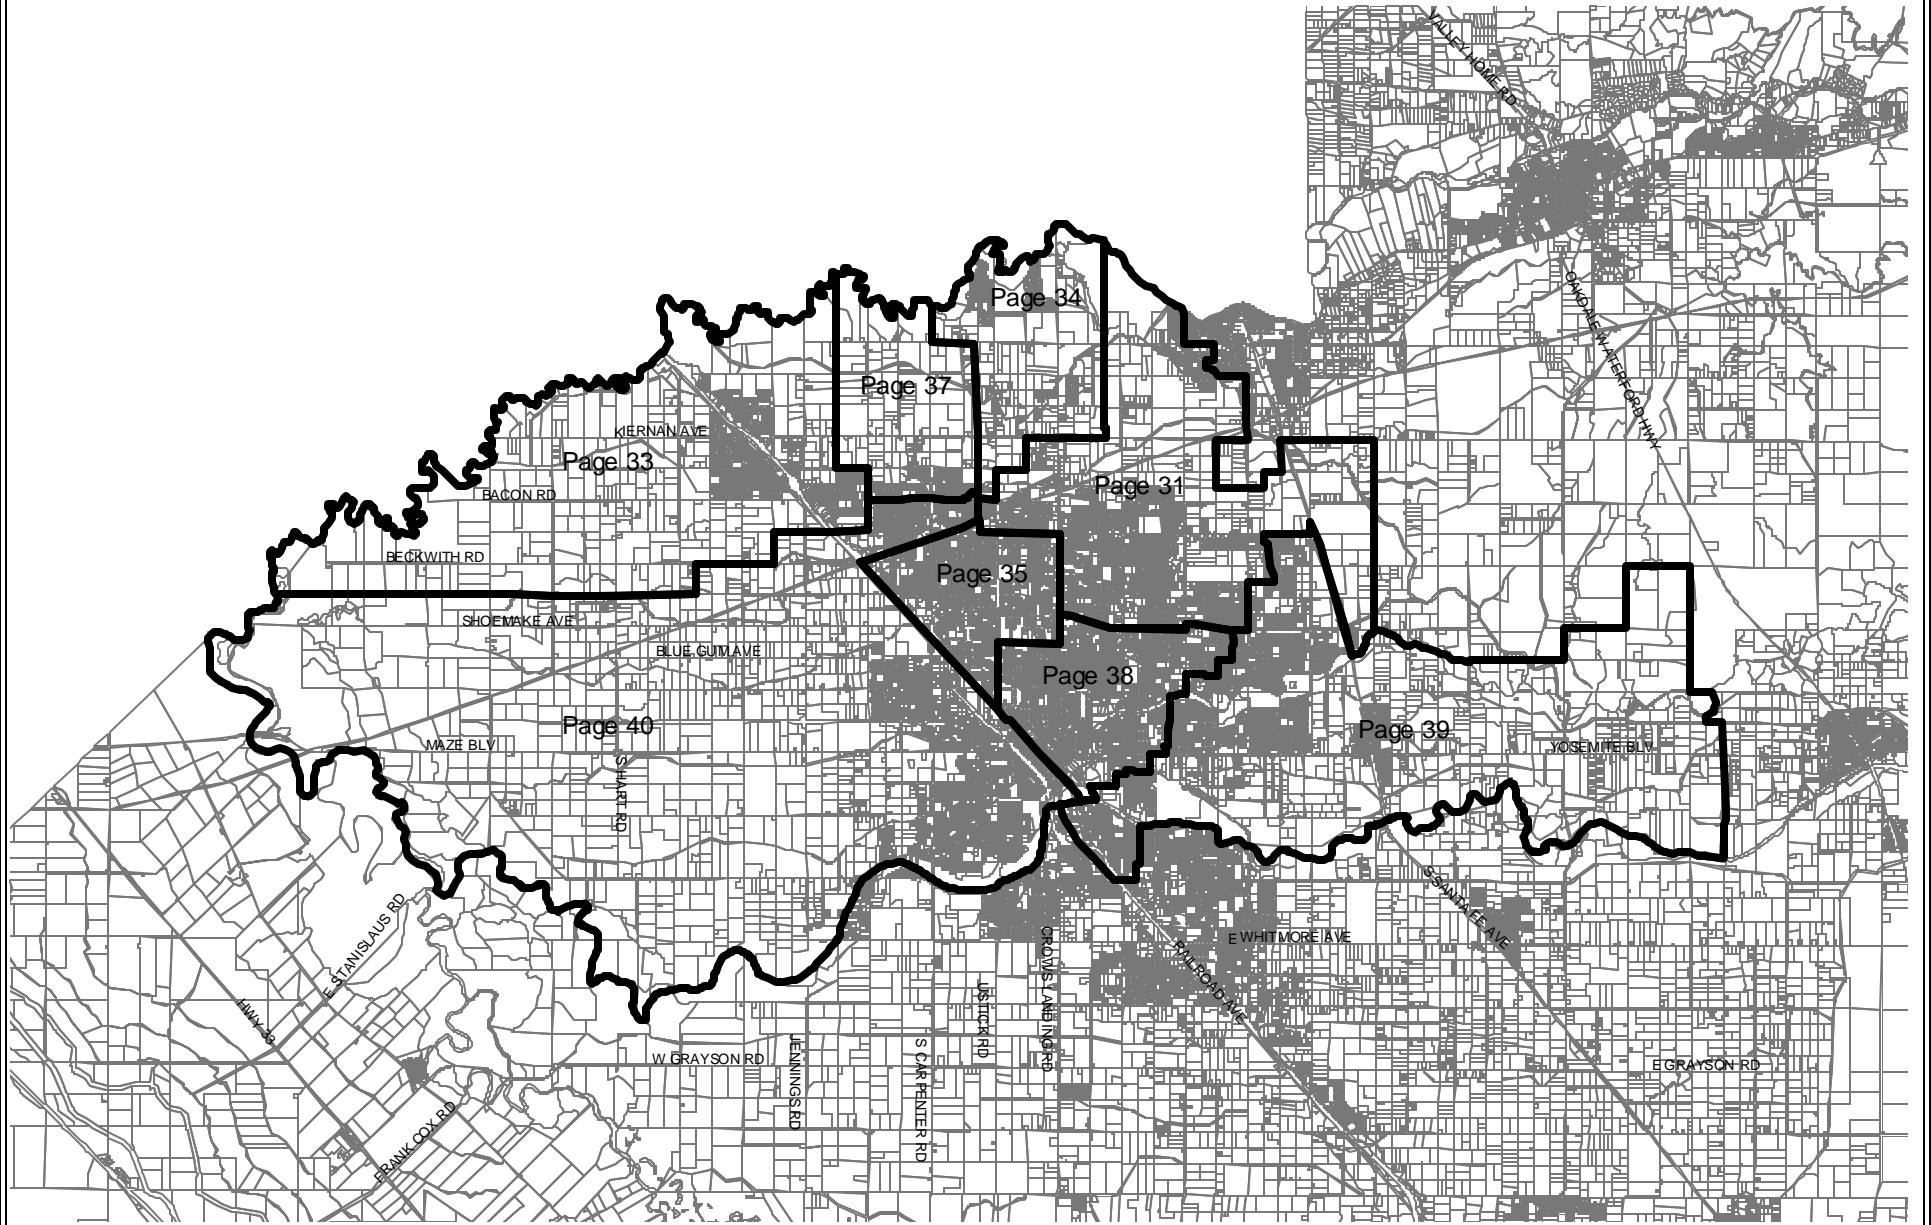 VALLEY HOME RD
Page 34
OAKDALE WATERFORD HWY
Page 37
KIERNAN AVE
Page 33
Page 31
BACON RD
BECKWITH RD
Page 35
SHOEMAKE AVE
BLUE GUM AVE
Page 38
Page 40
Page 39
MAZE BLV
YOSEMITE BLV
S HART RD
S SANTA FE AVE
E STANISLAUS RD
E WHITMORE AVE
CROWS LANDING RD
RAILROAD AVE
USTICK RD
HWY 33
W GRAYSON RD
JENNINGS RD
S CARPENTER RD
E GRAYSON RD
FRANK COX RD